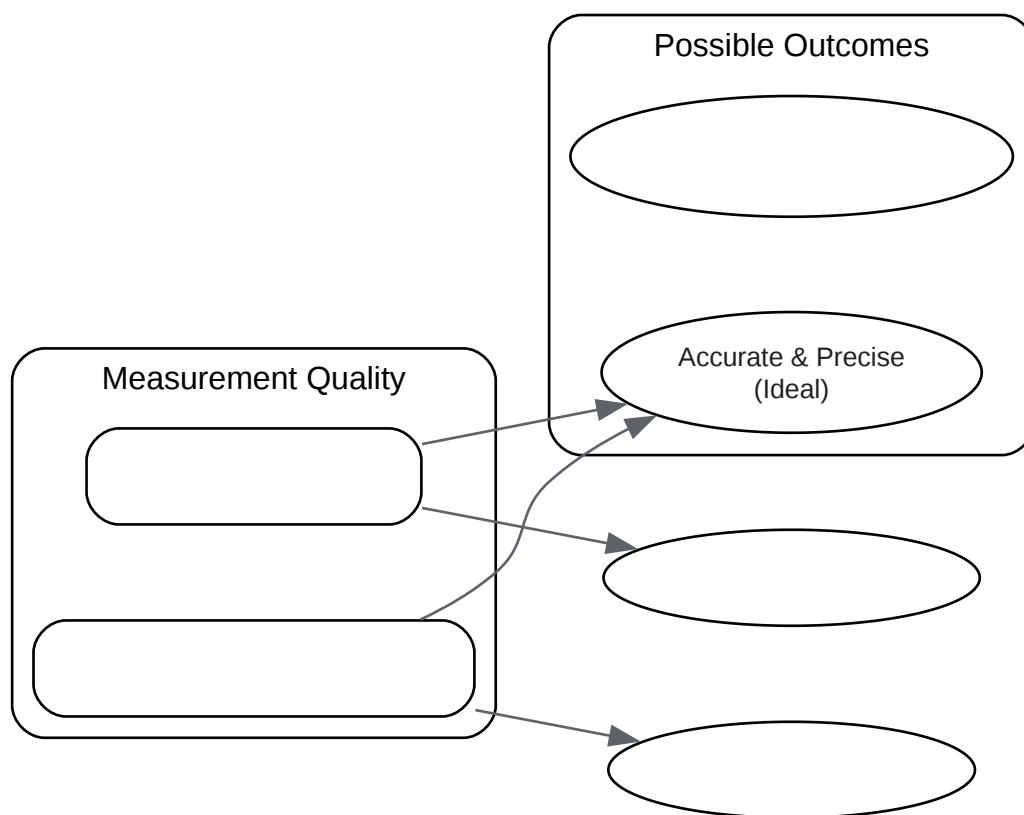 Possible Outcomes
Accurate & Precise
(Ideal)
Measurement Quality